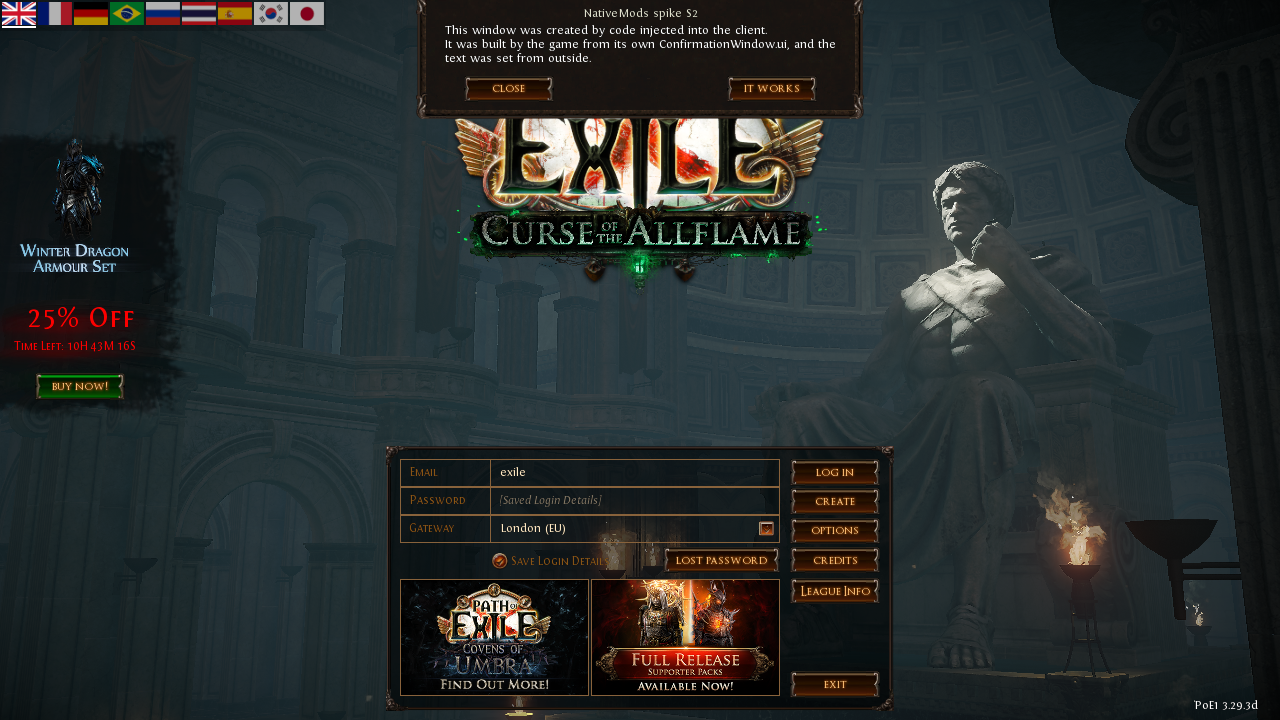 NativeMods spike S2
This window was created by code injected into the client.
It was built by the game from its own ConfirmationWindow.ui, and the
text was set from outside.
CLOSE
IT WORKS
EXILE
CURSE OF THE ALLFLAME
WINTER DRAGON
ARMOUR SET
25% OFF
TIME LEFT: 10H 43M 16S
BUY NOW!
EMAIL
exile
LOG IN
PASSWORD
[Saved Login Details]
CREATE
GATEWAY
London (EU)
OPTIONS
SAVE LOGIN DETAILS
LOST PASSWORD
CREDITS
LEAGUE INFO
PATH OF
EXILE
COVENS OF
UMBRA
FIND OUT MORE!
FULL RELEASE
SUPPORTER PACKS
AVAILABLE NOW!
EXIT
PoE1 3.29.3d